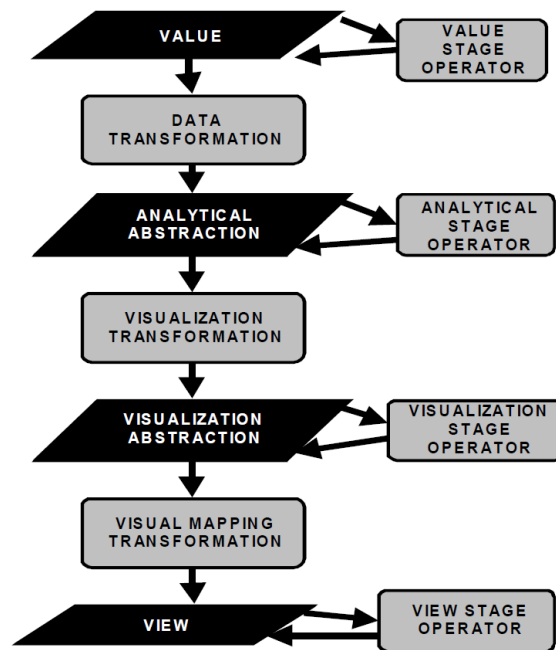 VALUE
VALUE
STAGE
OPERATOR
DATA
TRANSFORMATION
ANALYTICAL
ABSTRACTION
ANALYTICAL
STAGE
OPERATOR
VISUALIZATION
TRANSFORMATION
VISUALIZATION
ABSTRACTION
VISUALIZATION
STAGE
OPERATOR
VISUAL MAPPING
TRANSFORMATION
VIEW
VIEW STAGE
OPERATOR